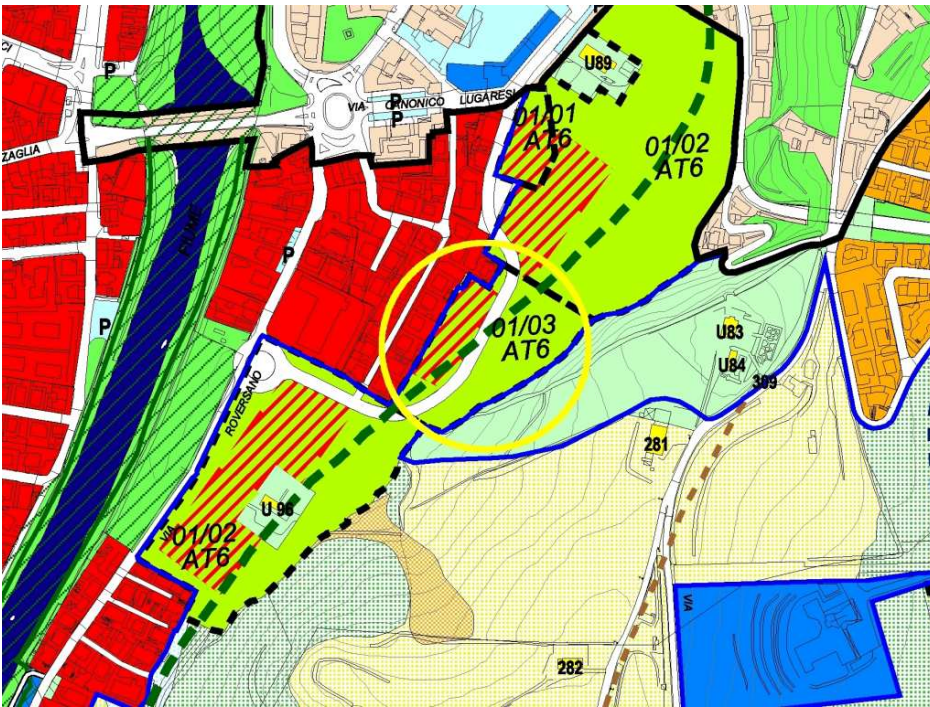 U89
P
P
P
VIA CANONICO LUGARESI
01/01
AT6
01/02
AT6
ZAGLIA
FIUME
P
P
01/03
AT6
U83
U84
309
281
ROVERSANO
U 96
VIA
01/02
AT6
VIA
282